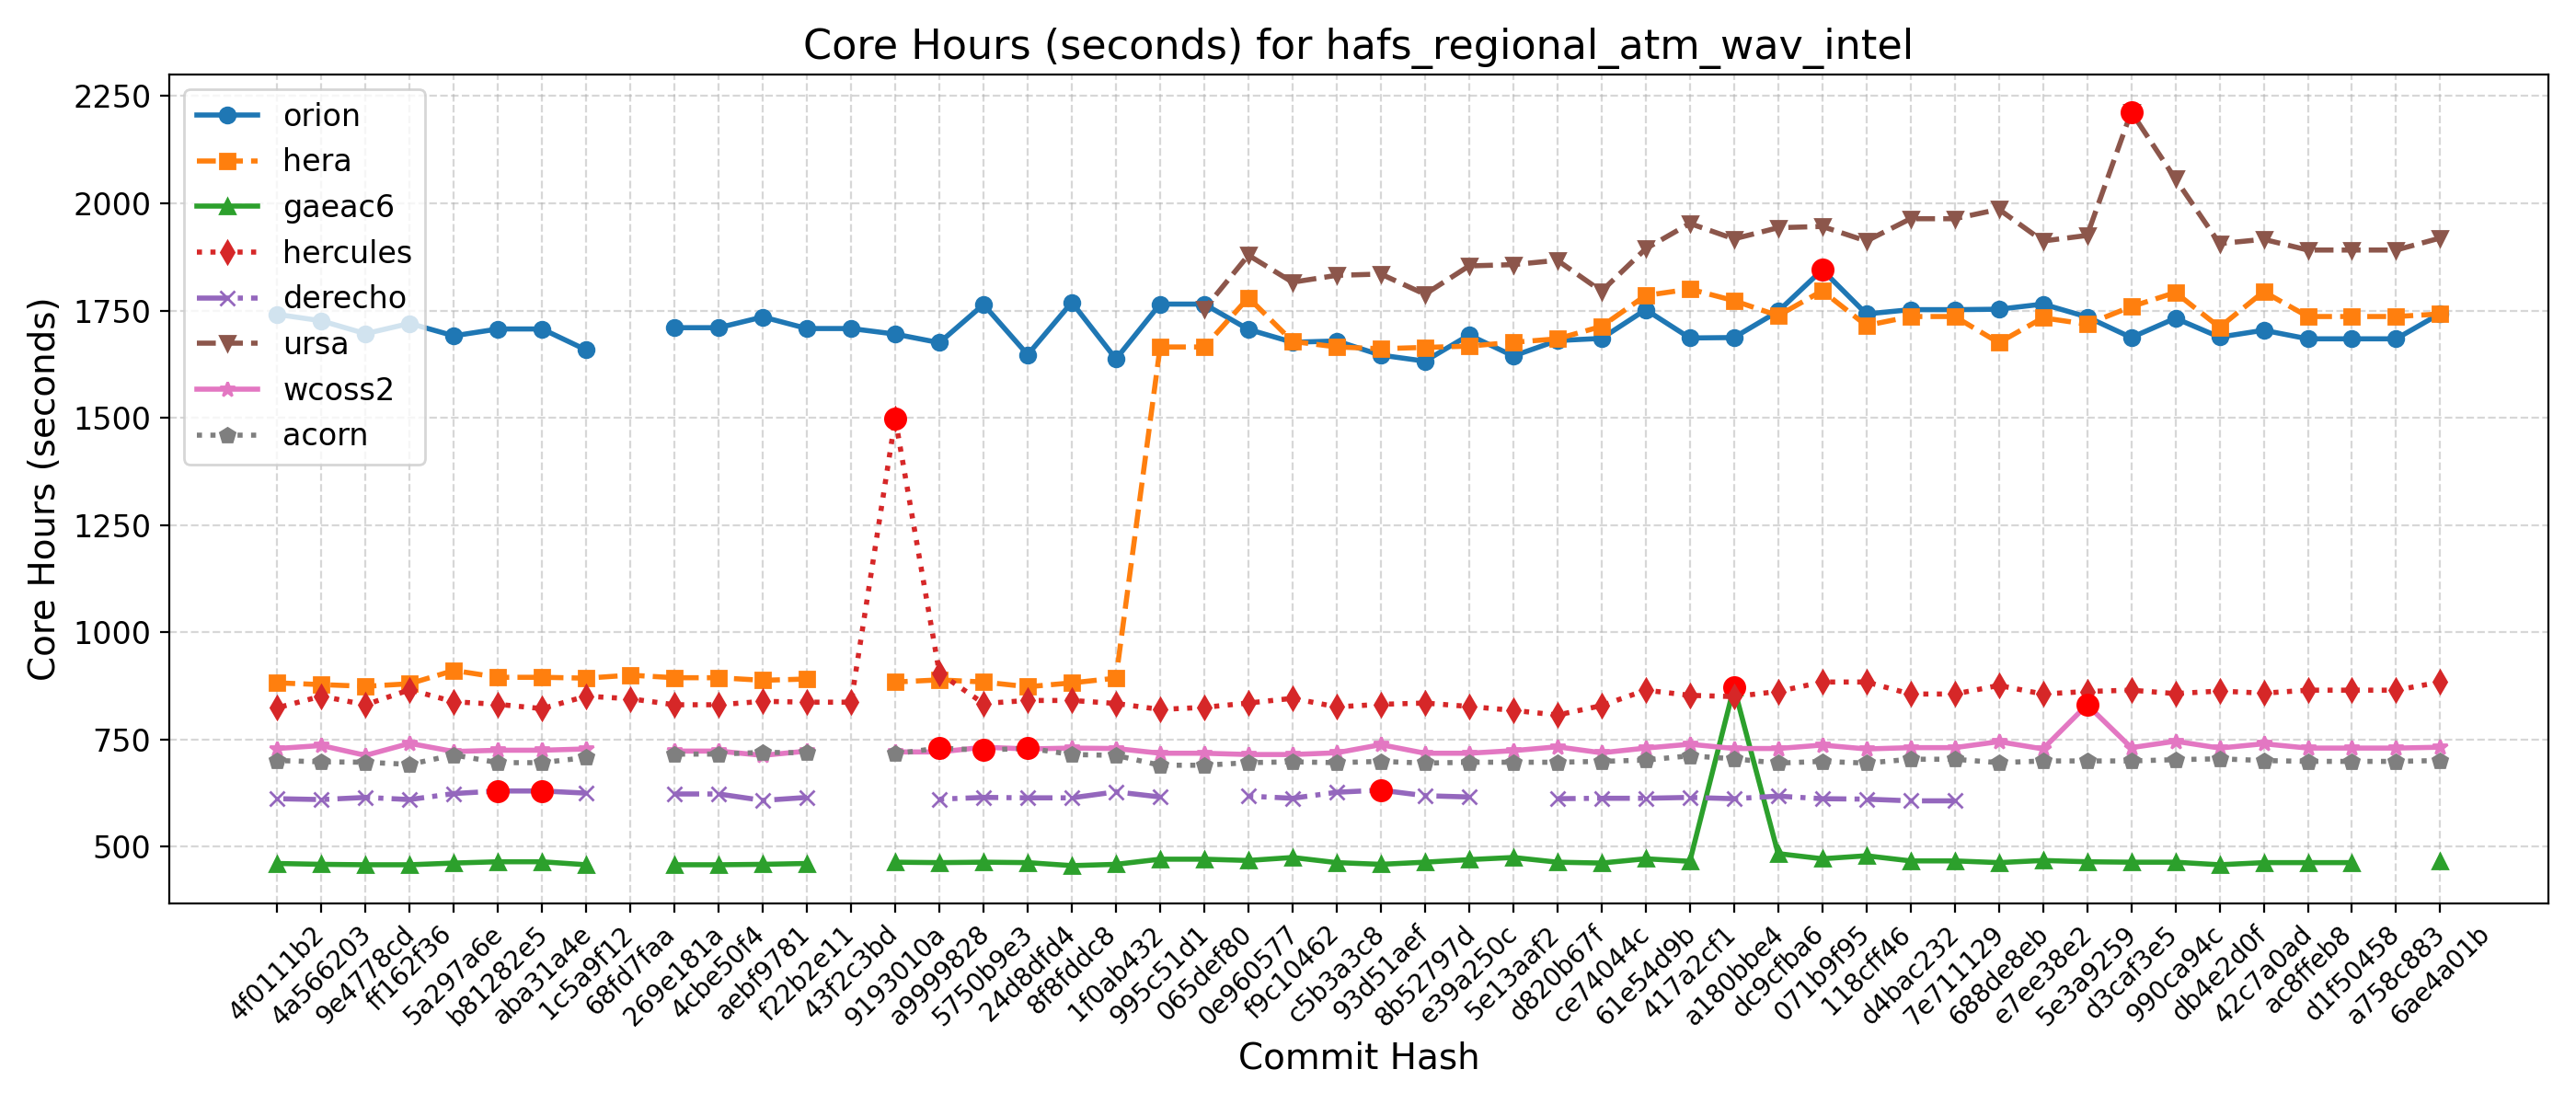 Core Hours (seconds) for hafs_regional_atm_wav_intel
Core Hours (seconds)
2250
2000
1750
1500
1250
1000
750
500
orion
hera
gaeac6
hercules
derecho
ursa
wcoss2
acorn
4f0111b2
4a566203
9e4778cd
ff162f36
5a297a6e
b81282e5
aba31a4e
1c5a9f12
68fd7faa
269e181a
4cbe50f4
aebf9781
f22b2e11
43f2c3bd
9193010a
a9999828
5750b9e3
24d8dfd4
8f8fddc8
1f0ab432
995c51d1
065def80
0e960577
f9c10462
c5b3a3c8
93d51aef
8b52797d
e39a250c
5e13aaf2
d820b67f
ce74044c
61e54d9b
417a2cf1
a180bbe4
dc9cfba6
071b9f95
118cff46
d4bac232
7e711129
688de8eb
e7ee38e2
5e3a9259
d3caf3e5
990ca94c
db4e2d0f
42c7a0ad
ac8ffeb8
d1f50458
a758c883
6ae4a01b
Commit Hash